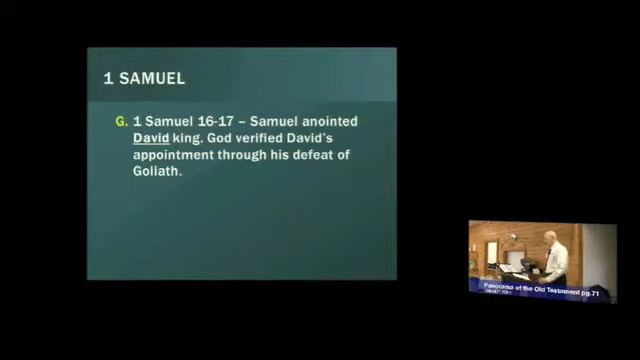 1 SAMUEL
G. 1 Samuel 16-17 – Samuel anointed
David king. God verified David's
appointment through his defeat of
Goliath.
Panorama of the Old Testament pg.71